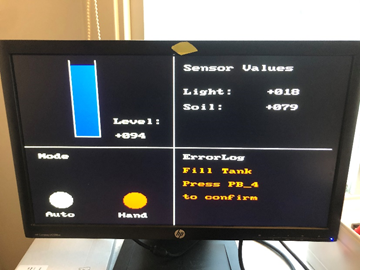 Level:
+094
Sensor Values
Light: +018
Soil: +079
Mode
Auto Hand
ErrorLog
Fill Tank
Press PB_4
to confirm
hp